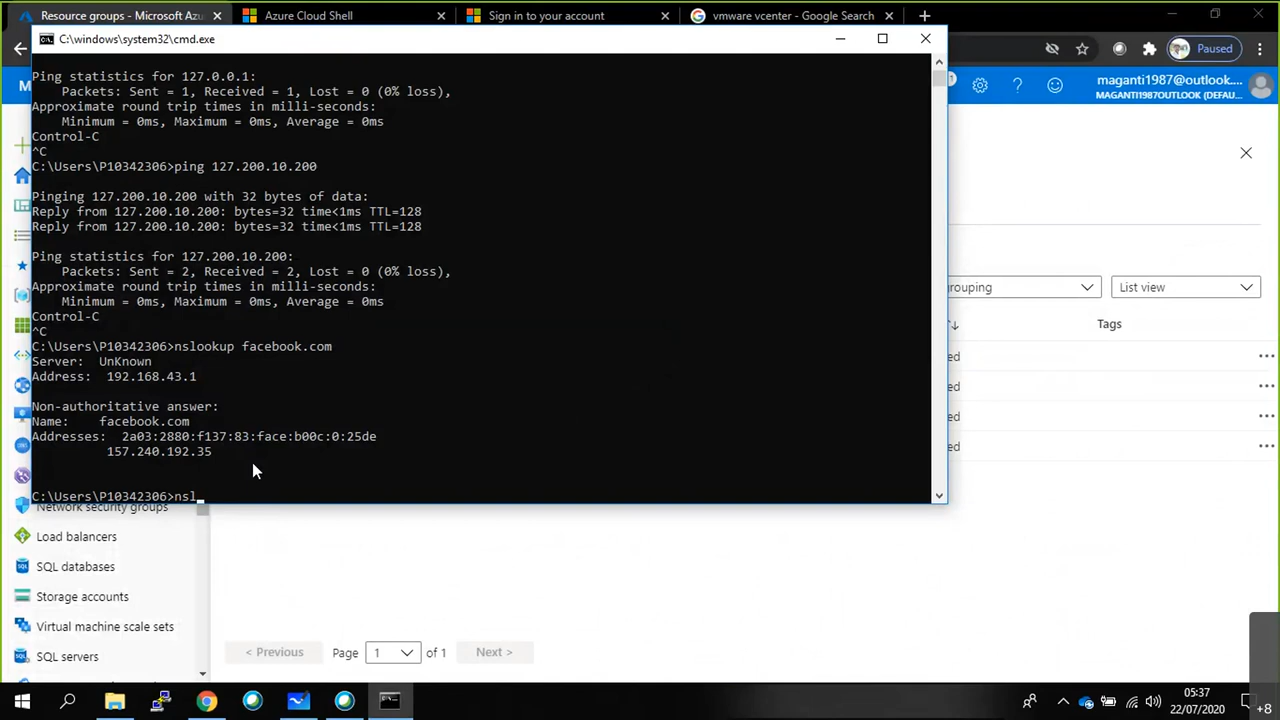 Resource groups - Microsoft Azu
Azure Cloud Shell
Sign in to your account
vmware vcenter - Google Search
C:\windows\system32\cmd.exe
Paused
M
1
maganti1987@outlook....
MAGANTI1987OUTLOOK (DEFAU...
Ping statistics for 127.0.0.1:
    Packets: Sent = 1, Received = 1, Lost = 0 (0% loss),
Approximate round trip times in milli-seconds:
    Minimum = 0ms, Maximum = 0ms, Average = 0ms
Control-C
^C
C:\Users\P10342306>ping 127.200.10.200
Pinging 127.200.10.200 with 32 bytes of data:
Reply from 127.200.10.200: bytes=32 time<1ms TTL=128
Reply from 127.200.10.200: bytes=32 time<1ms TTL=128
Ping statistics for 127.200.10.200:
    Packets: Sent = 2, Received = 2, Lost = 0 (0% loss),
Approximate round trip times in milli-seconds:
    Minimum = 0ms, Maximum = 0ms, Average = 0ms
Control-C
^C
C:\Users\P10342306>nslookup facebook.com
Server:  UnKnown
Address:  192.168.43.1
Non-authoritative answer:
Name:    facebook.com
Addresses:  2a03:2880:f137:83:face:b00c:0:25de
          157.240.192.35
C:\Users\P10342306>nsl
grouping
List view
Tags
ed
ed
ed
ed
Network security groups
Load balancers
SQL databases
Storage accounts
Virtual machine scale sets
SQL servers
< Previous
Page
1
of 1
Next >
05:37
22/07/2020
+8